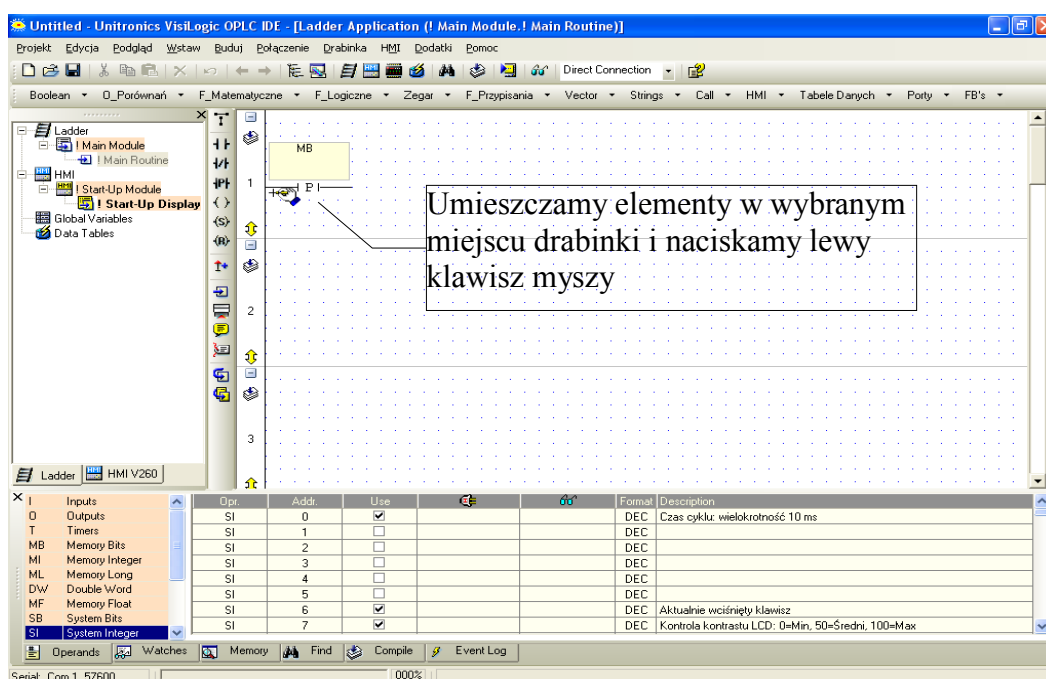 Untitled - Unitronics VisiLogic OPLC IDE - [Ladder Application (! Main Module.! Main Routine)]
Projekt Edycja Podgląd Wstaw Buduj Połączenie Drabinka HMI Dodatki Pomoc
Direct Connection
Boolean O_Porównań F_Matematyczne F_Logiczne Zegar F_Przypisania Vector Strings Call HMI Tabele Danych Porty FB's
Ladder
! Main Module
! Main Routine
HMI
! Start-Up Module
! Start-Up Display
Global Variables
Data Tables
Ladder HMI V260
MB
P
1
2
3
Umieszczamy elementy w wybranym
miejscu drabinki i naciskamy lewy
klawisz myszy
I Inputs
O Outputs
T Timers
MB Memory Bits
MI Memory Integer
ML Memory Long
DW Double Word
MF Memory Float
SB System Bits
SI System Integer
Opr. Addr. Use Format Description
SI 0 DEC Czas cyklu: wielokrotność 10 ms
SI 1 DEC
SI 2 DEC
SI 3 DEC
SI 4 DEC
SI 5 DEC
SI 6 DEC Aktualnie wciśnięty klawisz
SI 7 DEC Kontrola kontrastu LCD: 0=Min, 50=Średni, 100=Max
Operands Watches Memory Find Compile Event Log
Serial: Com 1, 57600 000%